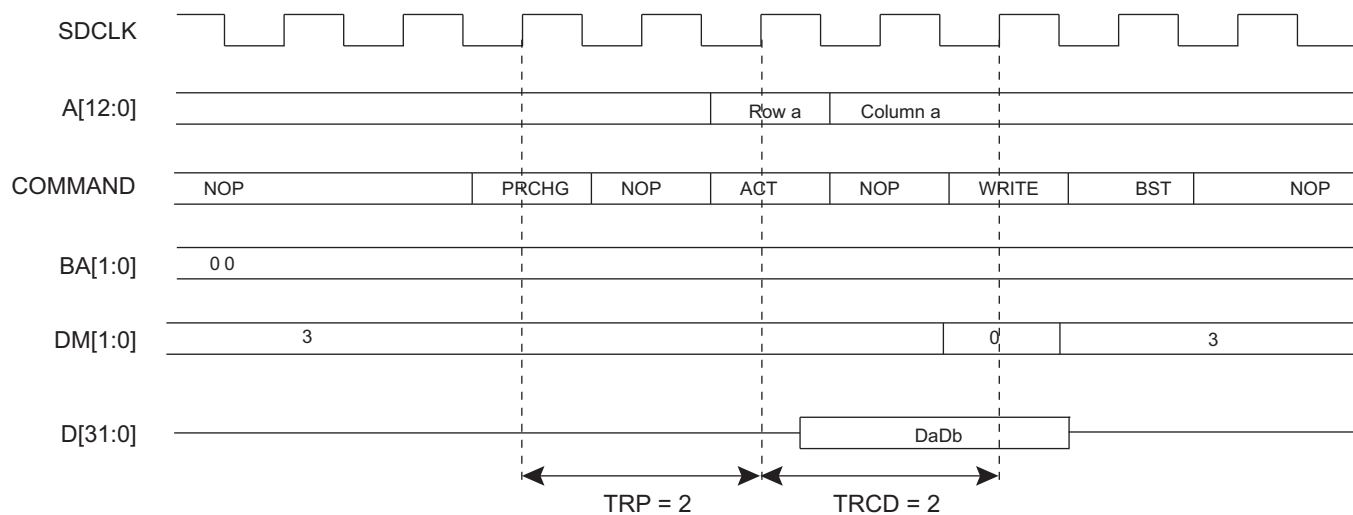 SDCLK
A[12:0] Row a Column a
COMMAND NOP PRCHG NOP ACT NOP WRITE BST NOP
BA[1:0] 0 0
DM[1:0] 3 0 3
D[31:0] DaDb
TRP = 2 TRCD = 2